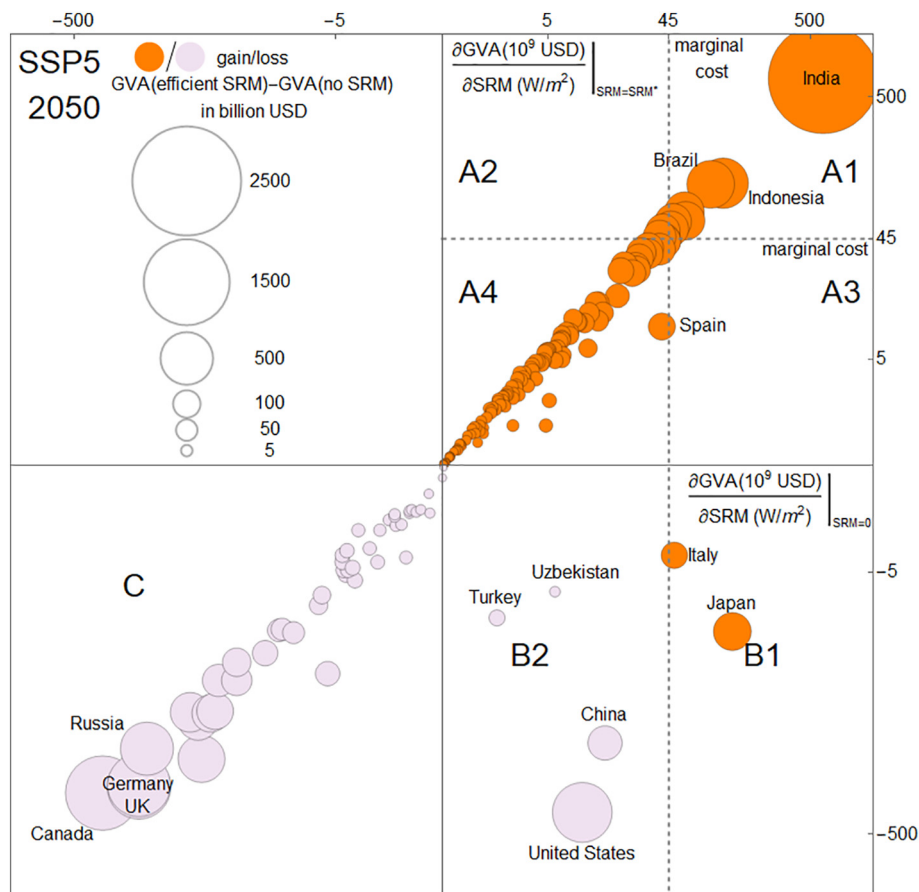 -500 -5 5 45 500
SSP5
2050
/ gain/loss
GVA(efficient SRM)−GVA(no SRM)
in billion USD
2500
1500
500
100
50
5
∂GVA(10⁹ USD)
∂SRM (W/m²)
SRM=SRM*
marginal
cost
India
500
A2
Brazil
A1
Indonesia
45
marginal cost
A4
A3
Spain
5
∂GVA(10⁹ USD)
∂SRM (W/m²)
SRM=0
C
Italy
-5
Uzbekistan
Turkey
Japan
B2
B1
China
Russia
Germany
UK
Canada
-500
United States